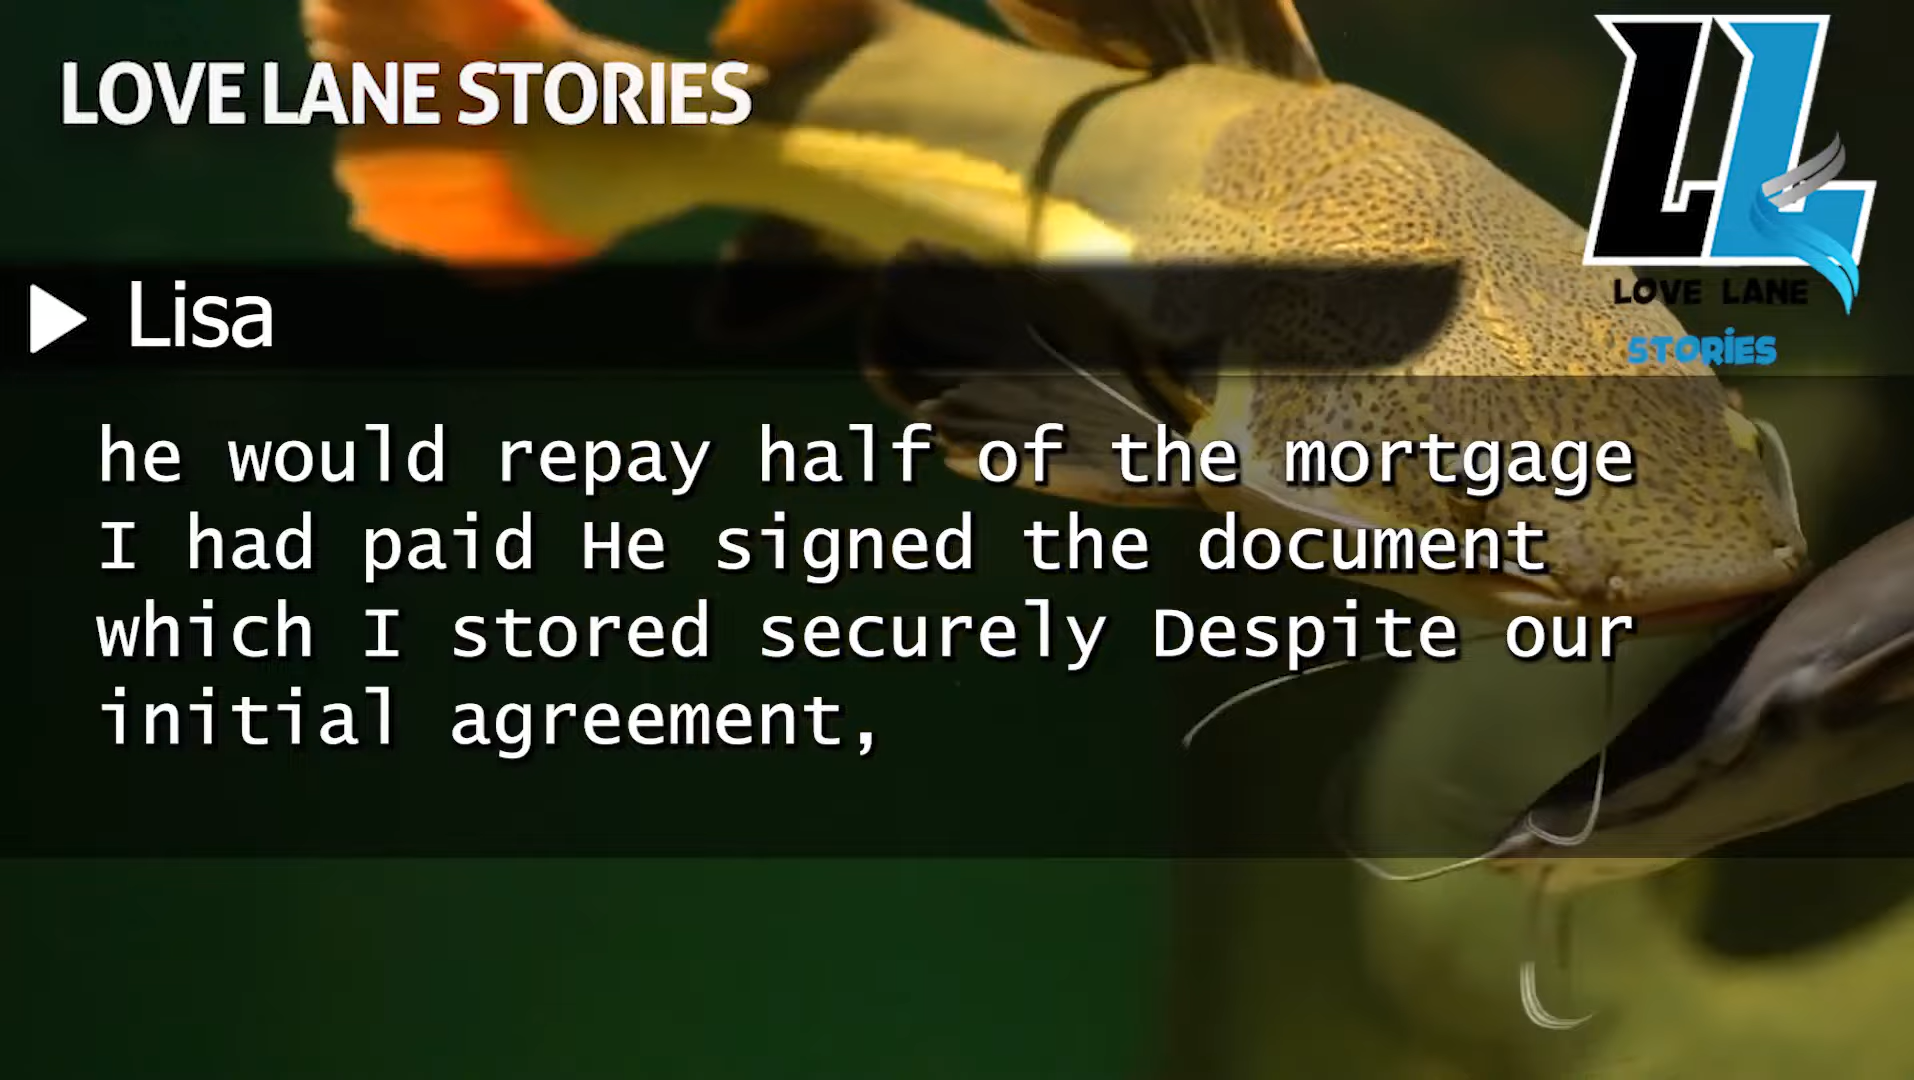 LOVE LANE STORIES
LL
LOVE LANE
STORIES
Lisa
he would repay half of the mortgage
I had paid He signed the document
which I stored securely Despite our
initial agreement,